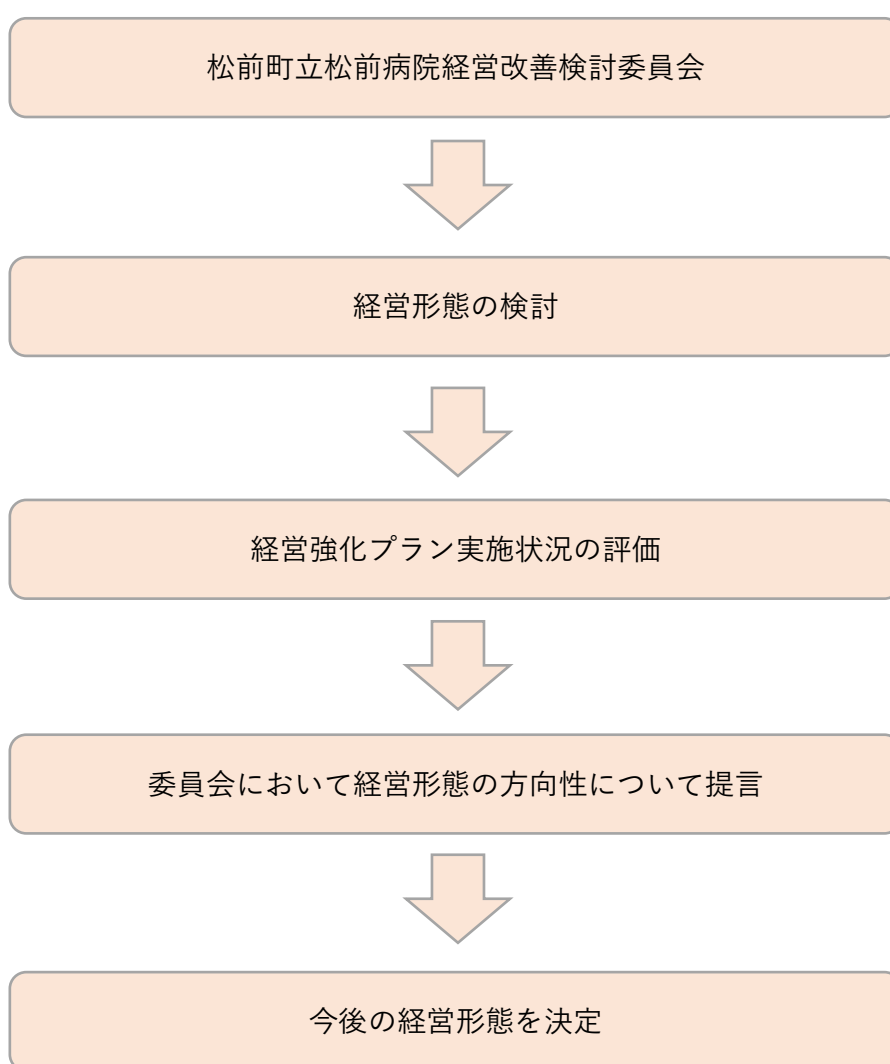 松前町立松前病院経営改善検討委員会
経営形態の検討
経営強化プラン実施状況の評価
委員会において経営形態の方向性について提言
今後の経営形態を決定